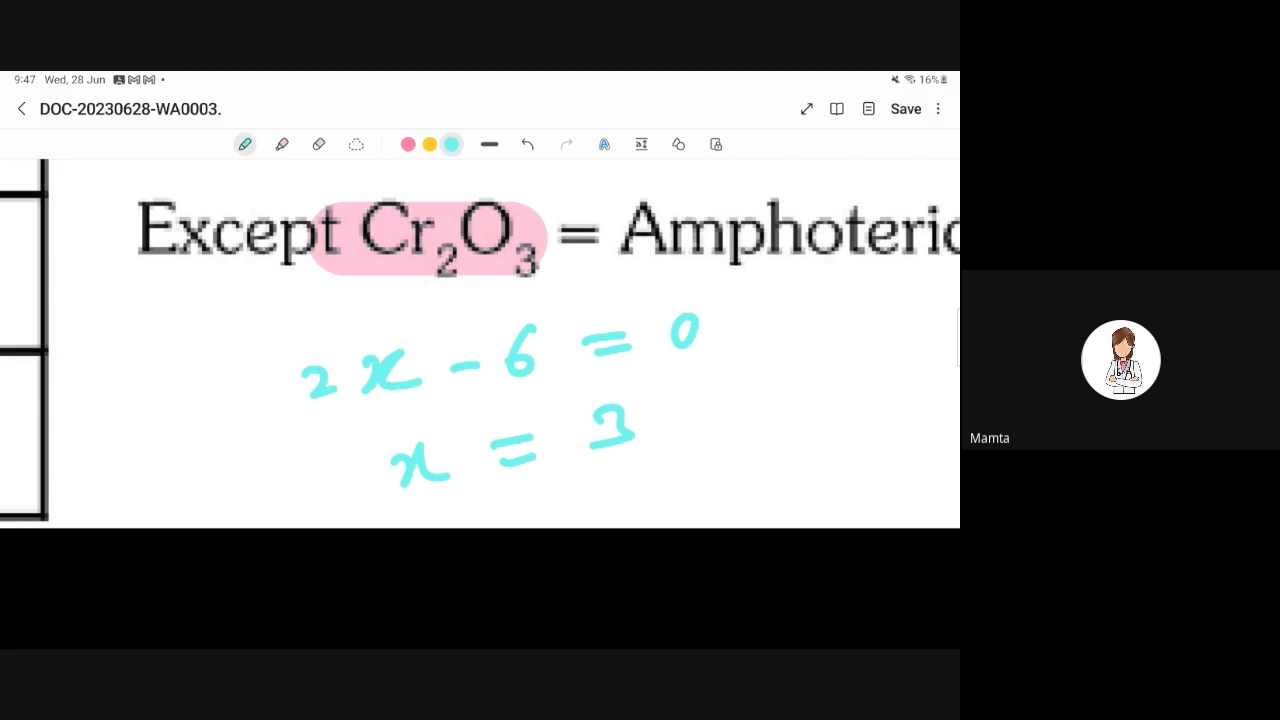 9:47 Wed, 28 Jun 16%
DOC-20230628-WA0003. Save
Except Cr₂O₃ = Amphoteric
2x - 6 = 0
x = 3
Mamta